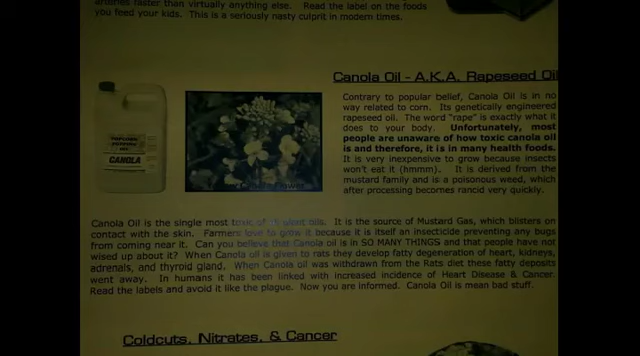 arteries faster than virtually anything else. Read the label on the foods
you feed your kids. This is a seriously nasty culprit in modern times.
Canola Oil - A.K.A. Rapeseed Oil
Contrary to popular belief, Canola Oil is in no
way related to corn. Its genetically engineered
rapeseed oil. The word "rape" is exactly what it
does to your body. Unfortunately, most
people are unaware of how toxic canola oil
is and therefore, it is in many health foods.
It is very inexpensive to grow because insects
won't eat it (hmmm). It is derived from the
mustard family and is a poisonous weed, which
after processing becomes rancid very quickly.
CANOLA
Canola Oil is the single most toxic of all plant oils. It is the source of Mustard Gas, which blisters on
contact with the skin. Farmers love to grow it because it is itself an insecticide preventing any bugs
from coming near it. Can you believe that Canola oil is in SO MANY THINGS and that people have not
wised up about it? When Canola oil is given to rats they develop fatty degeneration of heart, kidneys,
adrenals, and thyroid gland. When Canola oil was withdrawn from the Rats diet these fatty deposits
went away. In humans it has been linked with increased incidence of Heart Disease & Cancer.
Read the labels and avoid it like the plague. Now you are informed. Canola Oil is mean bad stuff.
Coldcuts, Nitrates, & Cancer